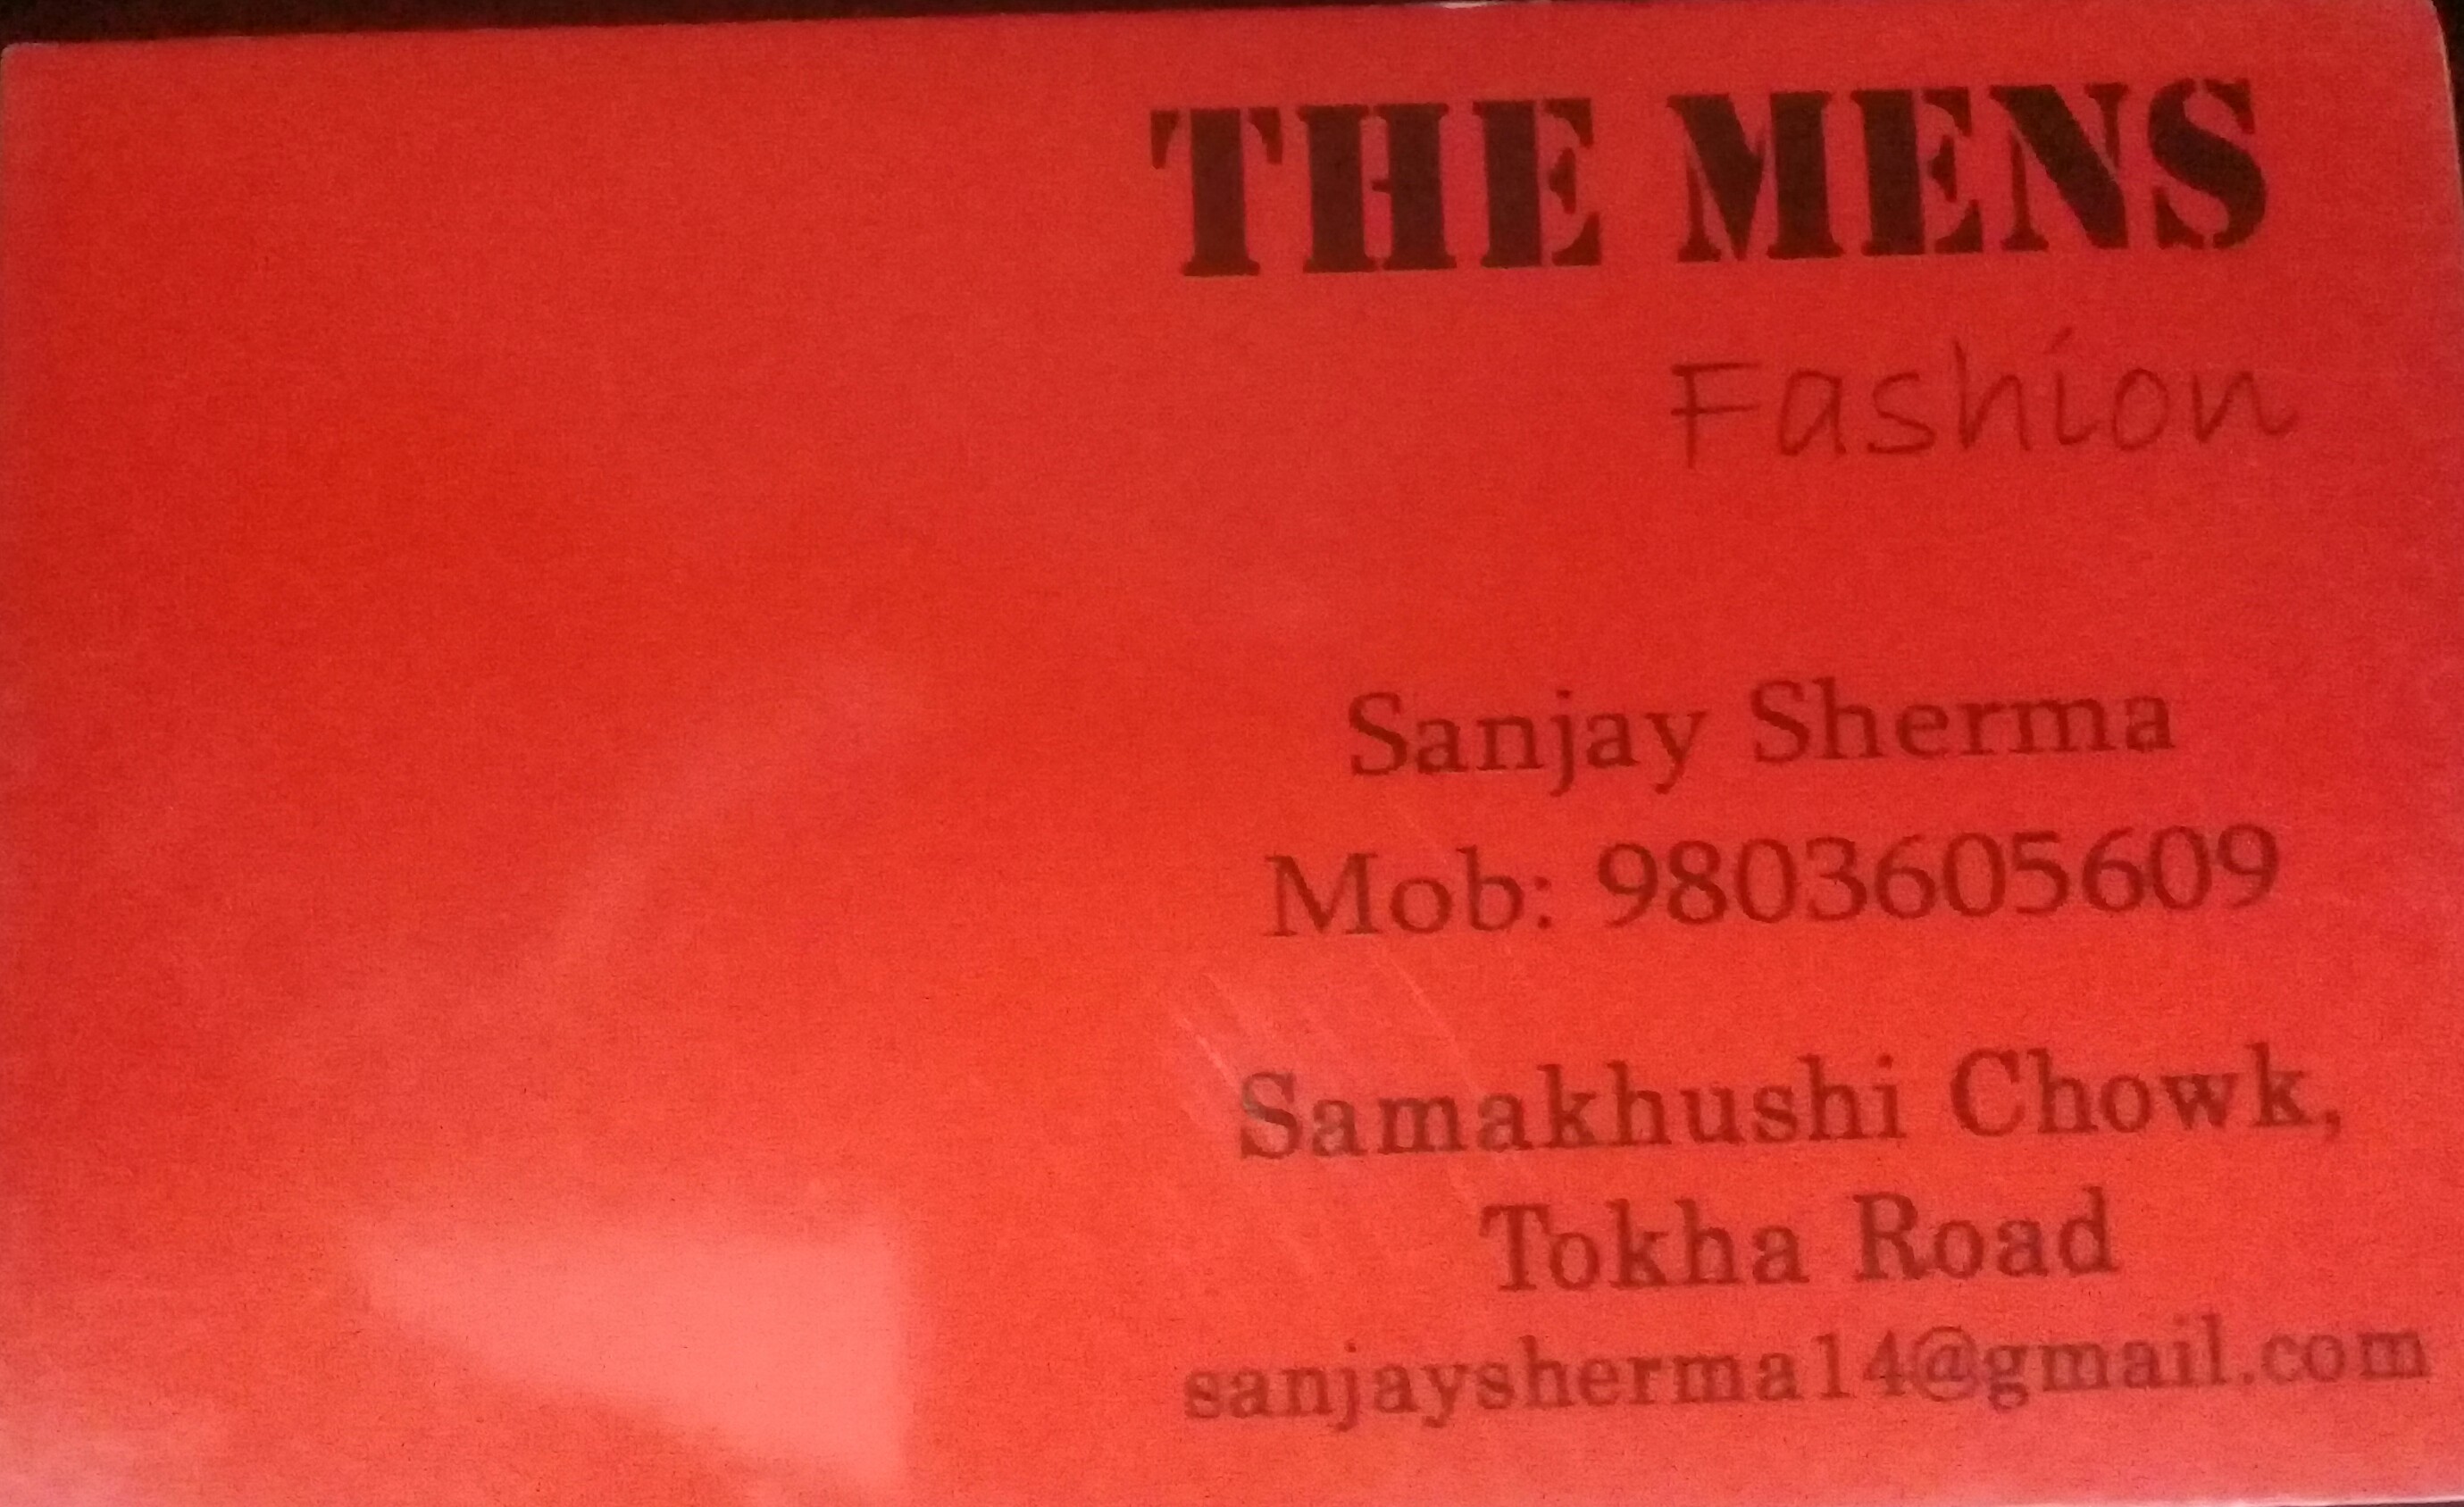 THE MENS
Fashion
Sanjay Sherma
Mob: 9803605609
Samakhushi Chowk,
Tokha Road
sanjaysherma14@gmail.com